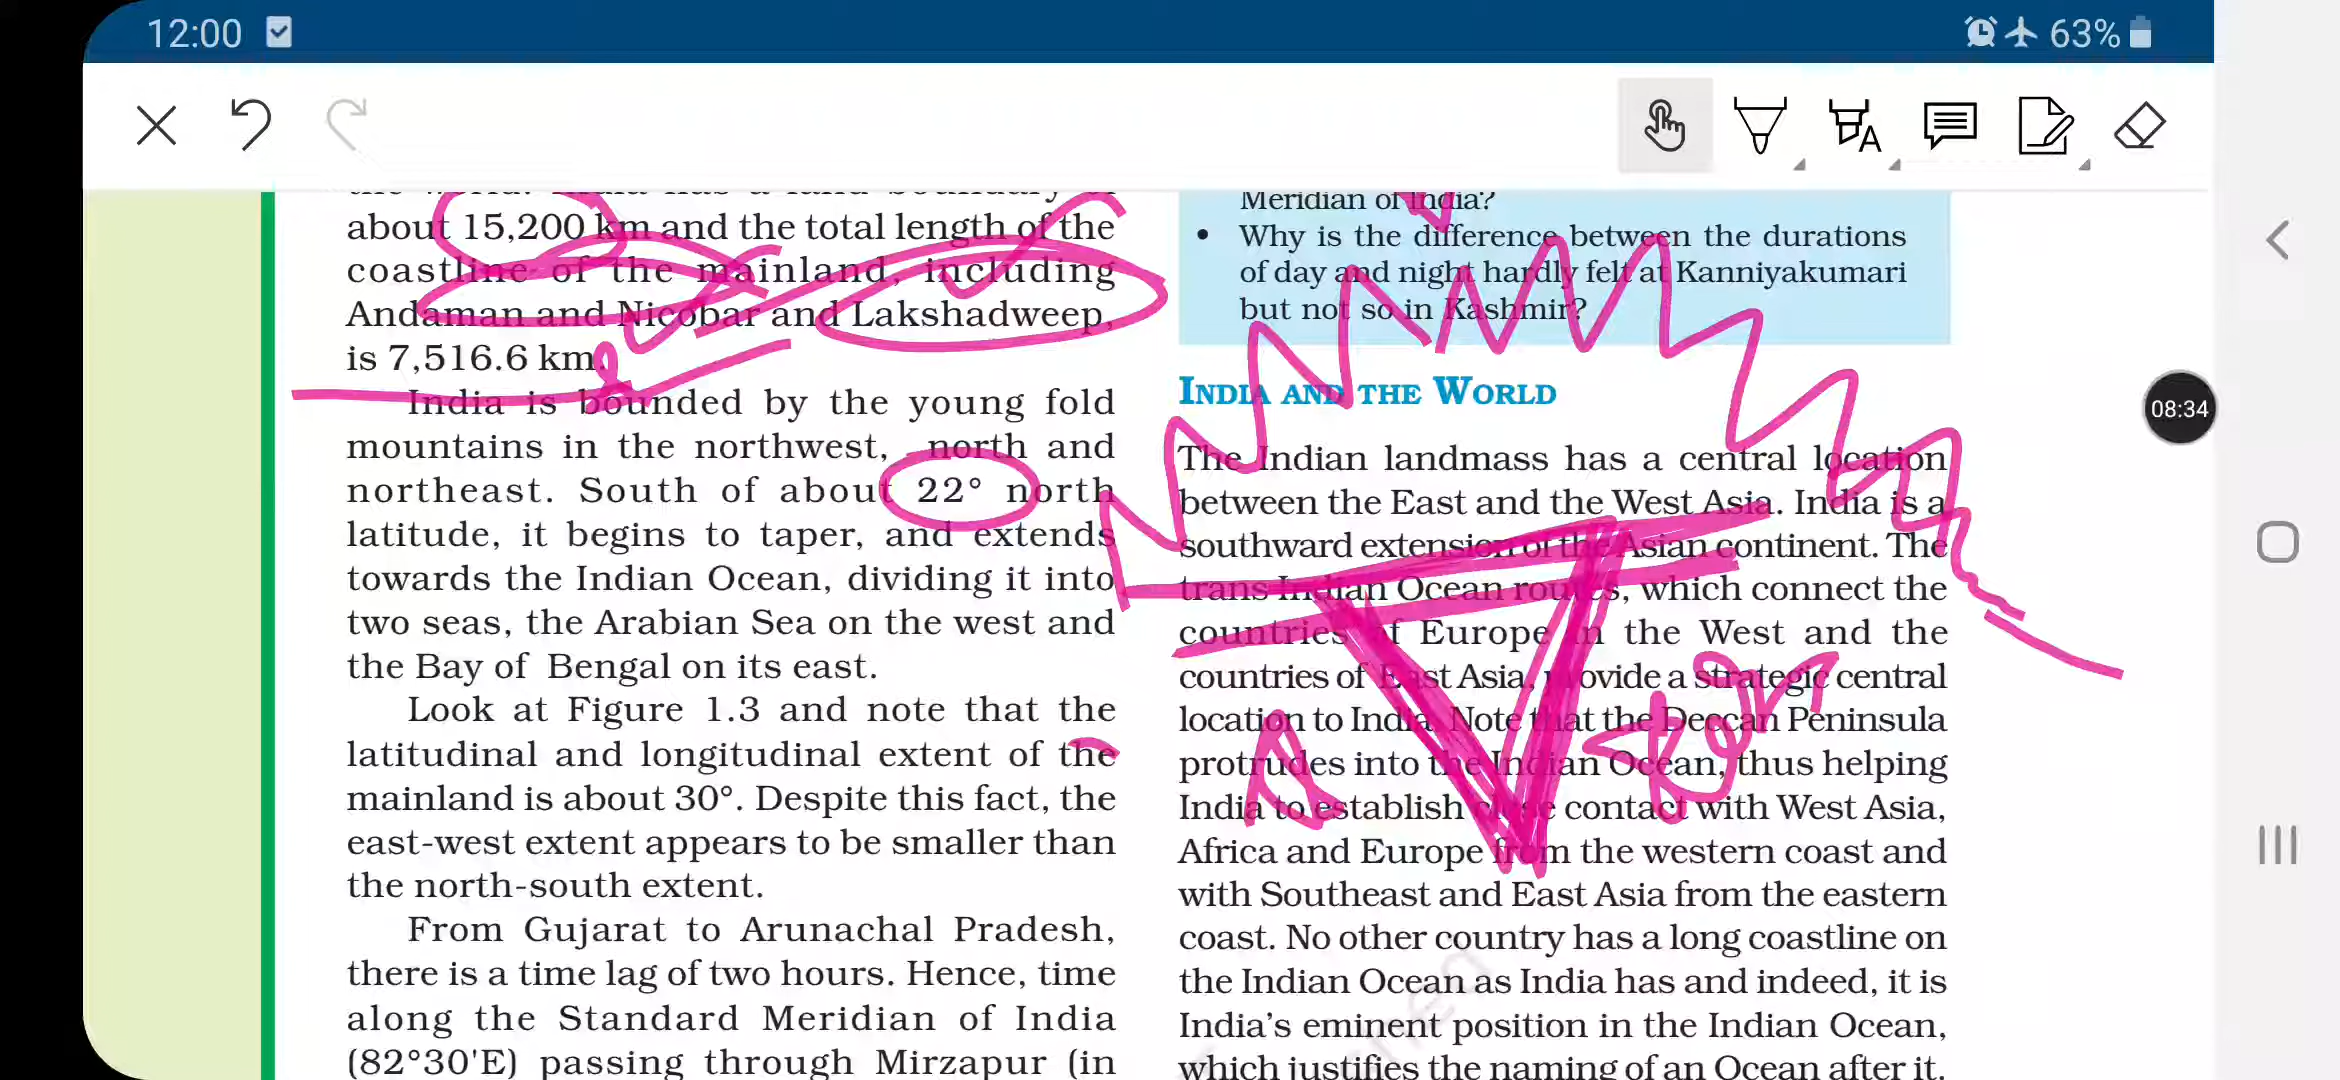 12:00
63%
the world. India has a land boundary of
about 15,200 km and the total length of the
coastline of the mainland, including
Andaman and Nicobar and Lakshadweep,
is 7,516.6 km.
India is bounded by the young fold
mountains in the northwest, north and
northeast. South of about 22° north
latitude, it begins to taper, and extends
towards the Indian Ocean, dividing it into
two seas, the Arabian Sea on the west and
the Bay of Bengal on its east.
Look at Figure 1.3 and note that the
latitudinal and longitudinal extent of the
mainland is about 30°. Despite this fact, the
east-west extent appears to be smaller than
the north-south extent.
From Gujarat to Arunachal Pradesh,
there is a time lag of two hours. Hence, time
along the Standard Meridian of India
(82°30'E) passing through Mirzapur (in
Meridian of India?
• Why is the difference between the durations
of day and night hardly felt at Kanniyakumari
but not so in Kashmir?
INDIA AND THE WORLD
The Indian landmass has a central location
between the East and the West Asia. India is a
southward extension of the Asian continent. The
trans Indian Ocean routes, which connect the
countries of Europe in the West and the
countries of East Asia, provide a strategic central
location to India. Note that the Deccan Peninsula
protrudes into the Indian Ocean, thus helping
India to establish close contact with West Asia,
Africa and Europe from the western coast and
with Southeast and East Asia from the eastern
coast. No other country has a long coastline on
the Indian Ocean as India has and indeed, it is
India's eminent position in the Indian Ocean,
which justifies the naming of an Ocean after it.
08:34